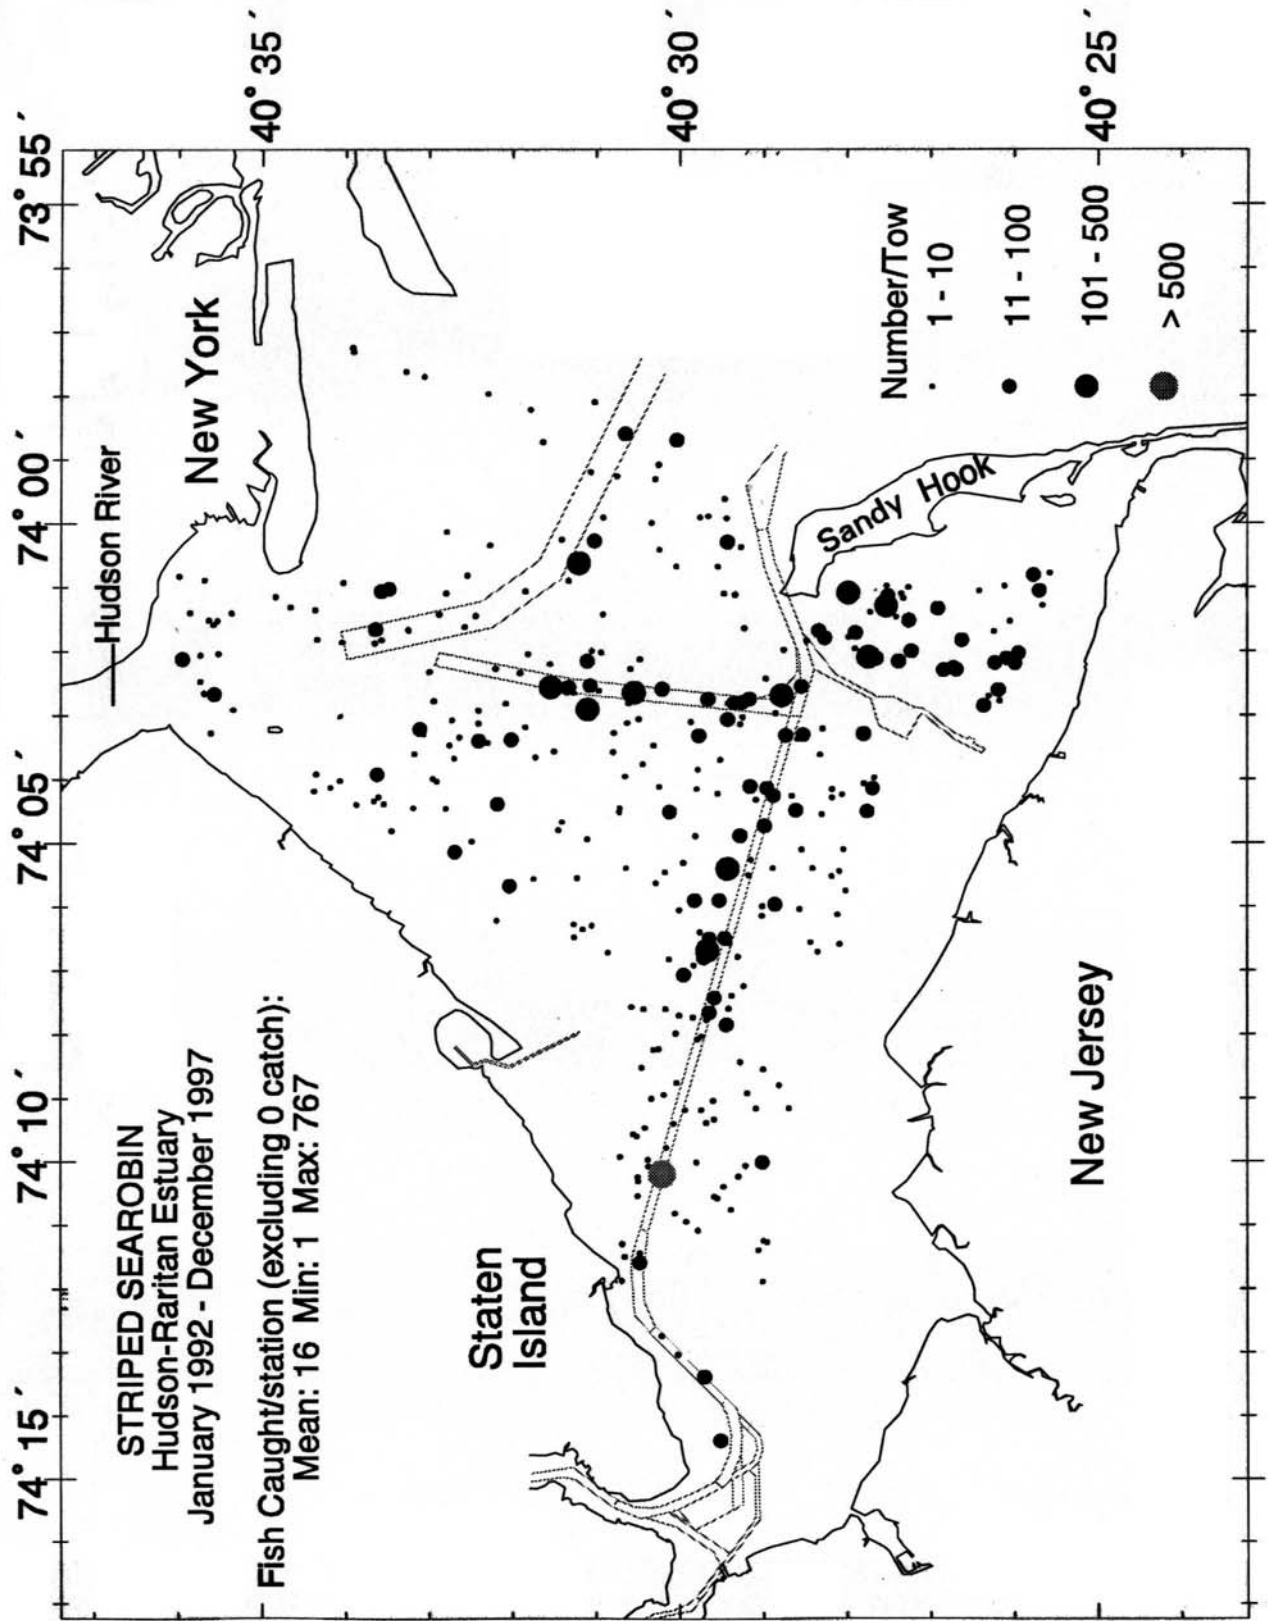 STRIPED SEAROBIN
Hudson-Raritan Estuary
January 1992 - December 1997
Fish Caught/station (excluding 0 catch):
Mean: 16 Min: 1 Max: 767
74° 15´
74° 10´
74° 05´
74° 00´
73° 55´
40° 35´
40° 30´
40° 25´
Hudson River
New York
Staten
Island
Sandy Hook
New Jersey
Number/Tow
1 - 10
11 - 100
101 - 500
> 500